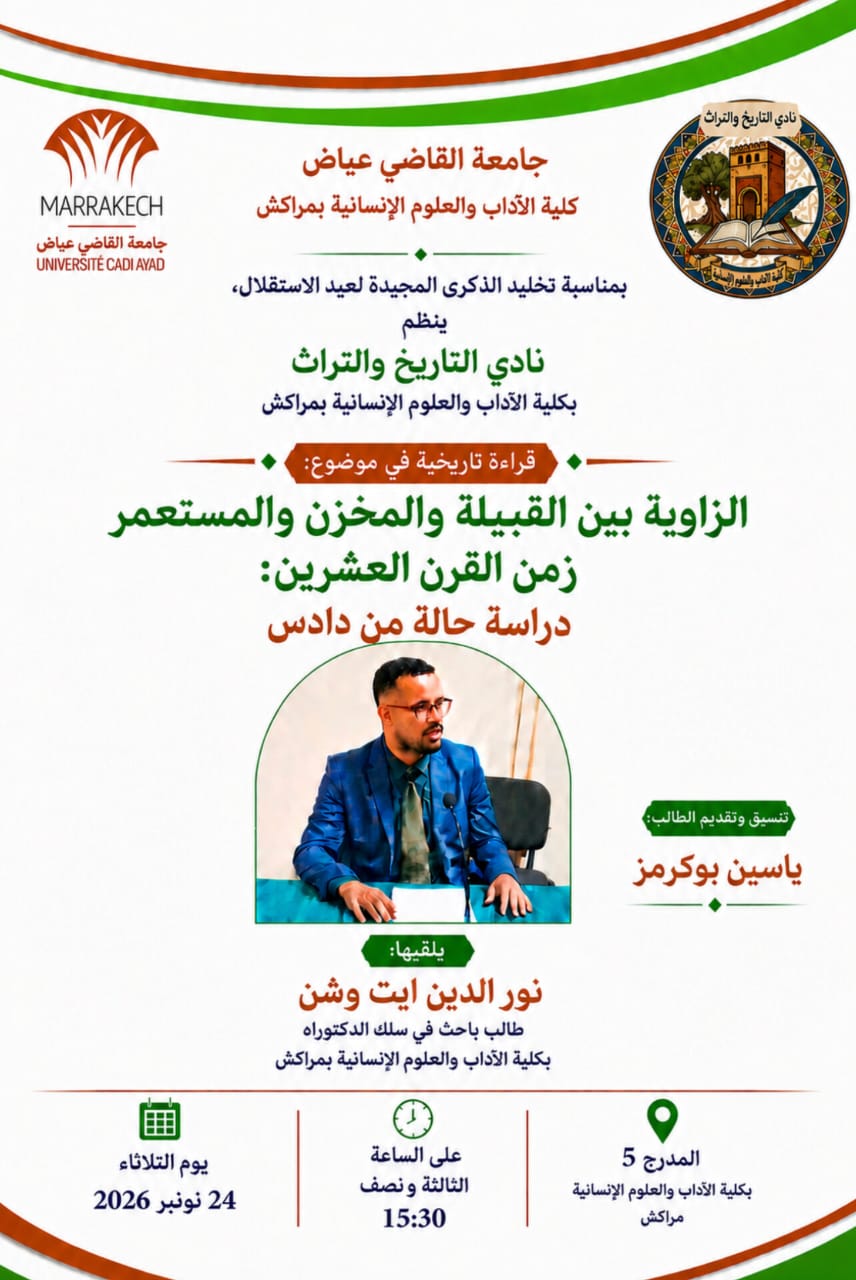 نادي التاريخ والتراث
كلية الآداب والعلوم الإنسانية
MARRAKECH
جامعة القاضي عياض
UNIVERSITÉ CADI AYAD
جامعة القاضي عياض
كلية الآداب والعلوم الإنسانية بمراكش
بمناسبة تخليد الذكرى المجيدة لعيد الاستقلال،
ينظم
نادي التاريخ والتراث
بكلية الآداب والعلوم الإنسانية بمراكش
قراءة تاريخية في موضوع:
الزاوية بين القبيلة والمخزن والمستعمر
زمن القرن العشرين:
دراسة حالة من دادس
تنسيق وتقديم الطالب:
ياسين بوكرمز
يلقيها:
نور الدين ايت وشن
طالب باحث في سلك الدكتوراه
بكلية الآداب والعلوم الإنسانية بمراكش
المدرج 5
بكلية الآداب والعلوم الإنسانية
مراكش
على الساعة
الثالثة ونصف
15:30
يوم الثلاثاء
24 نونبر 2026